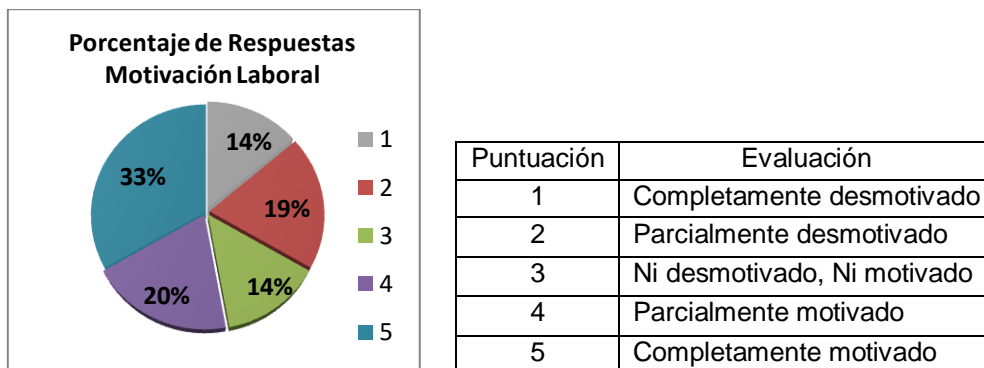 Porcentaje de Respuestas
Motivación Laboral
14%
19%
14%
20%
33%
1
2
3
4
5
Puntuación Evaluación
1 Completamente desmotivado
2 Parcialmente desmotivado
3 Ni desmotivado, Ni motivado
4 Parcialmente motivado
5 Completamente motivado